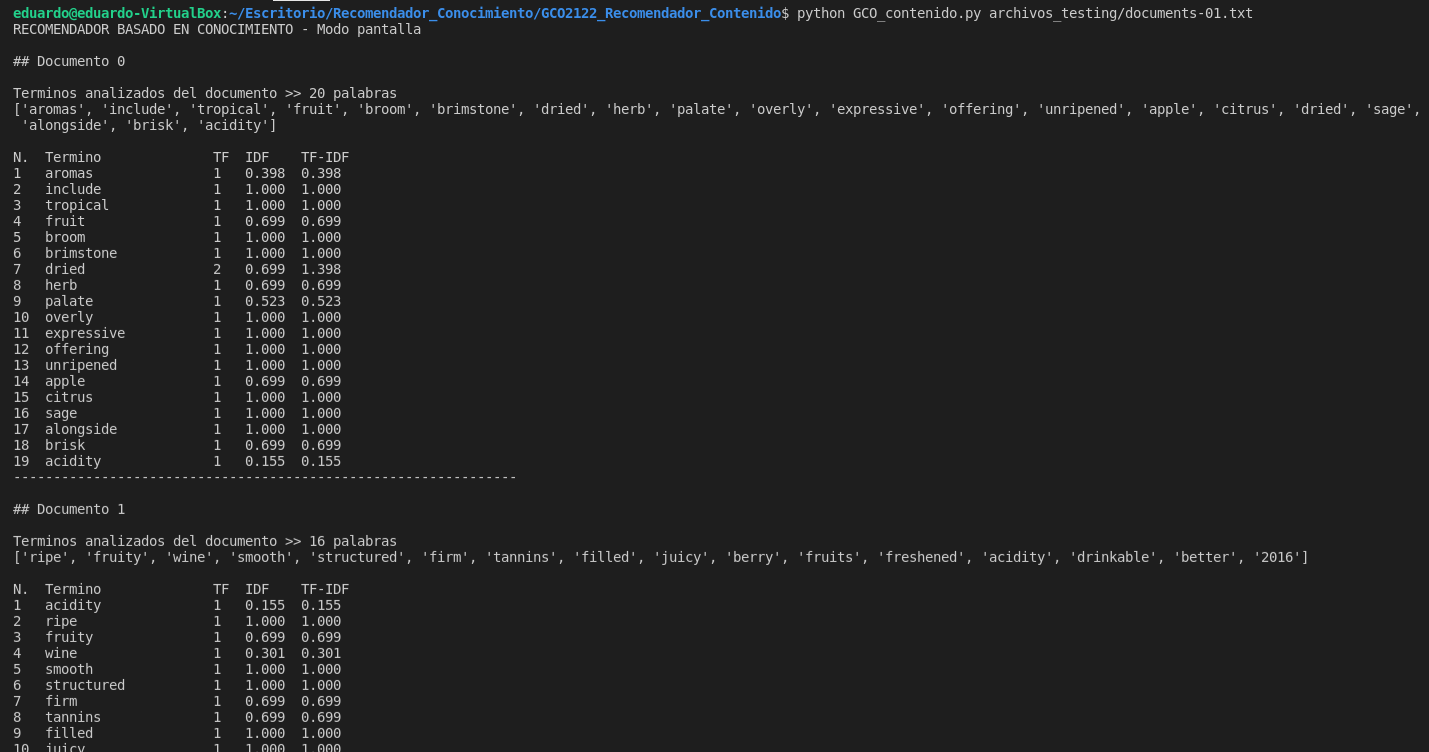 eduardo@eduardo-VirtualBox:~/Escritorio/Recomendador_Conocimiento/GCO2122_Recomendador_Contenido$ python GCO_contenido.py archivos_testing/documents-01.txt
RECOMENDADOR BASADO EN CONOCIMIENTO - Modo pantalla
## Documento 0
Terminos analizados del documento >> 20 palabras
['aromas', 'include', 'tropical', 'fruit', 'broom', 'brimstone', 'dried', 'herb', 'palate', 'overly', 'expressive', 'offering', 'unripened', 'apple', 'citrus', 'dried', 'sage',
'alongside', 'brisk', 'acidity']
N. Termino TF IDF TF-IDF
1 aromas 1 0.398 0.398
2 include 1 1.000 1.000
3 tropical 1 1.000 1.000
4 fruit 1 0.699 0.699
5 broom 1 1.000 1.000
6 brimstone 1 1.000 1.000
7 dried 2 0.699 1.398
8 herb 1 0.699 0.699
9 palate 1 0.523 0.523
10 overly 1 1.000 1.000
11 expressive 1 1.000 1.000
12 offering 1 1.000 1.000
13 unripened 1 1.000 1.000
14 apple 1 0.699 0.699
15 citrus 1 1.000 1.000
16 sage 1 1.000 1.000
17 alongside 1 1.000 1.000
18 brisk 1 0.699 0.699
19 acidity 1 0.155 0.155
---------------------------------------------------------------
## Documento 1
Terminos analizados del documento >> 16 palabras
['ripe', 'fruity', 'wine', 'smooth', 'structured', 'firm', 'tannins', 'filled', 'juicy', 'berry', 'fruits', 'freshened', 'acidity', 'drinkable', 'better', '2016']
N. Termino TF IDF TF-IDF
1 acidity 1 0.155 0.155
2 ripe 1 1.000 1.000
3 fruity 1 0.699 0.699
4 wine 1 0.301 0.301
5 smooth 1 1.000 1.000
6 structured 1 1.000 1.000
7 firm 1 0.699 0.699
8 tannins 1 0.699 0.699
9 filled 1 1.000 1.000
10 juicy 1 1.000 1.000